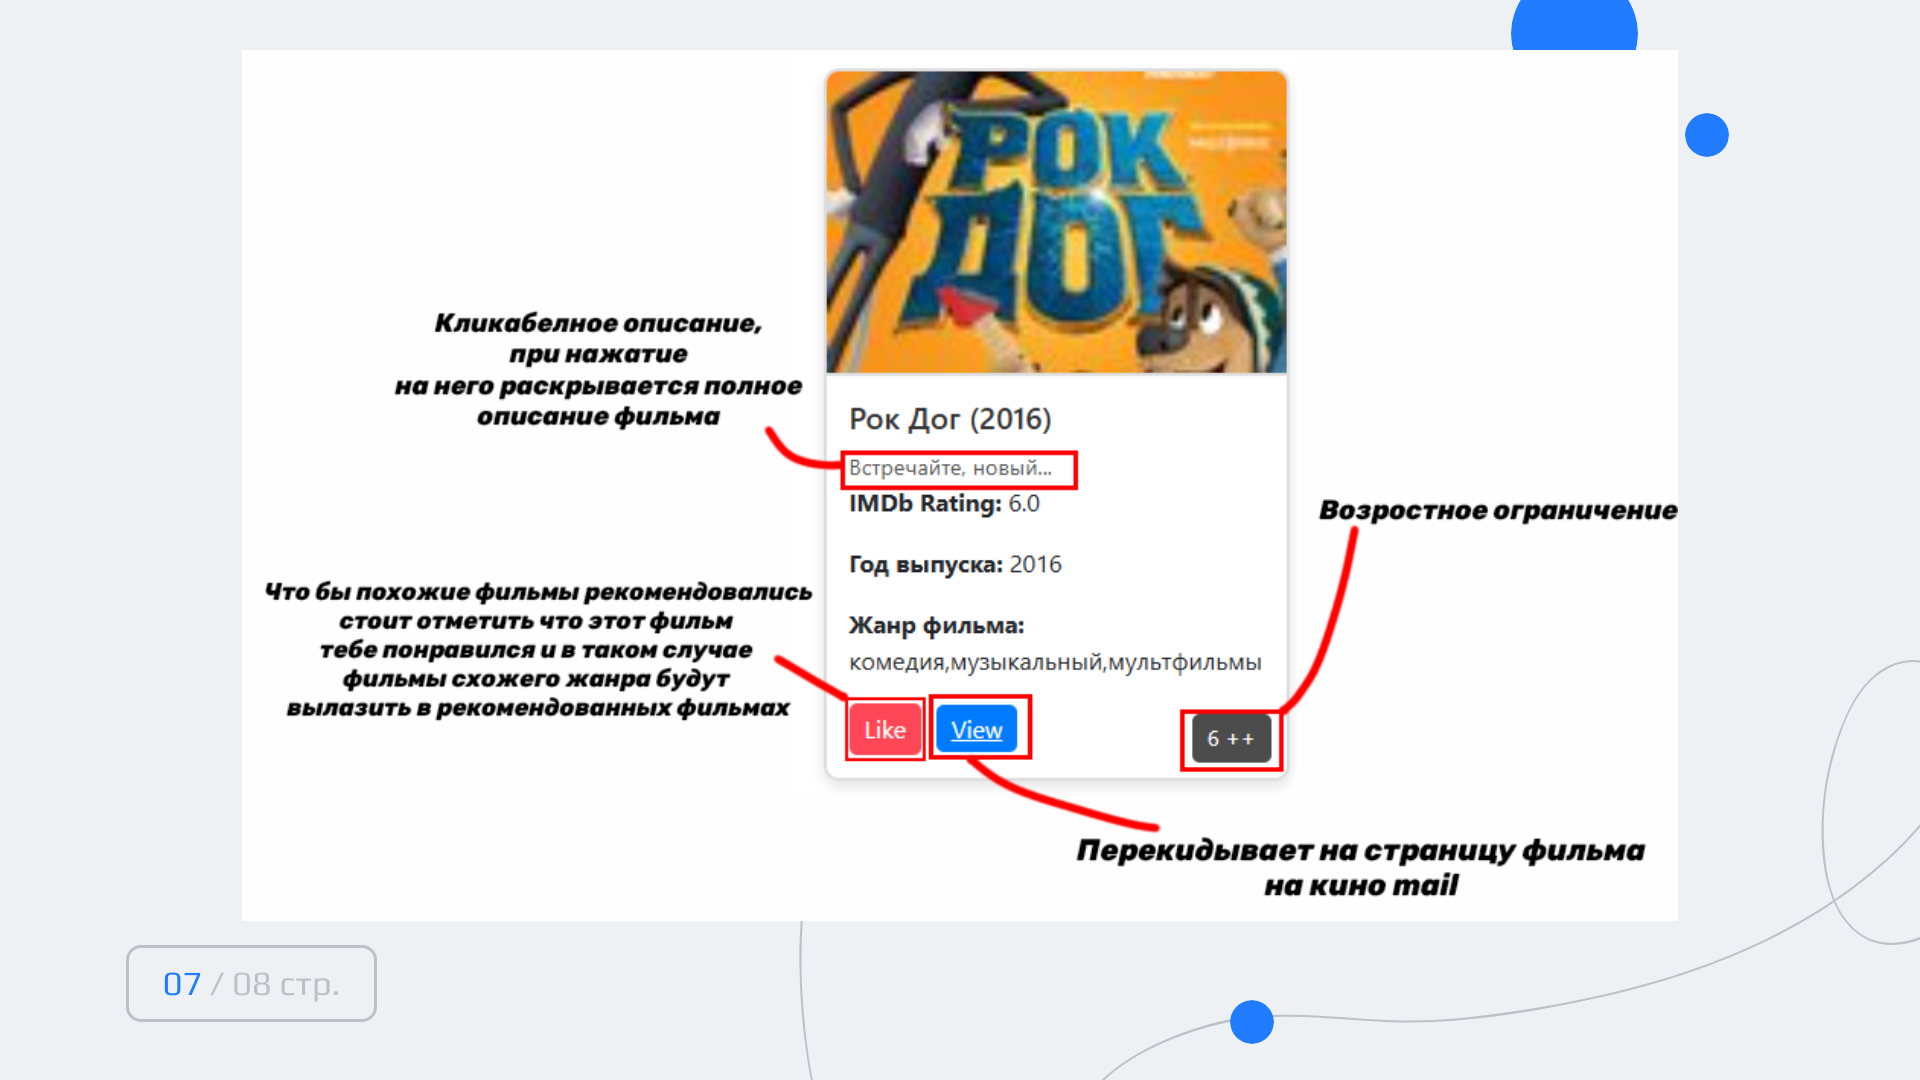 РОК
ДОГ
Кликабелное описание,
при нажатие
на него раскрывается полное
описание фильма
Рок Дог (2016)
Встречайте, новый...
IMDb Rating: 6.0
Возростное ограничение
Год выпуска: 2016
Что бы похожие фильмы рекомендовались
стоит отметить что этот фильм
тебе понравился и в таком случае
фильмы схожего жанра будут
вылазить в рекомендованных фильмах
Жанр фильма:
комедия,музыкальный,мультфильмы
Like
View
6 ++
Перекидывает на страницу фильма
на кино mail
07 / 08 стр.